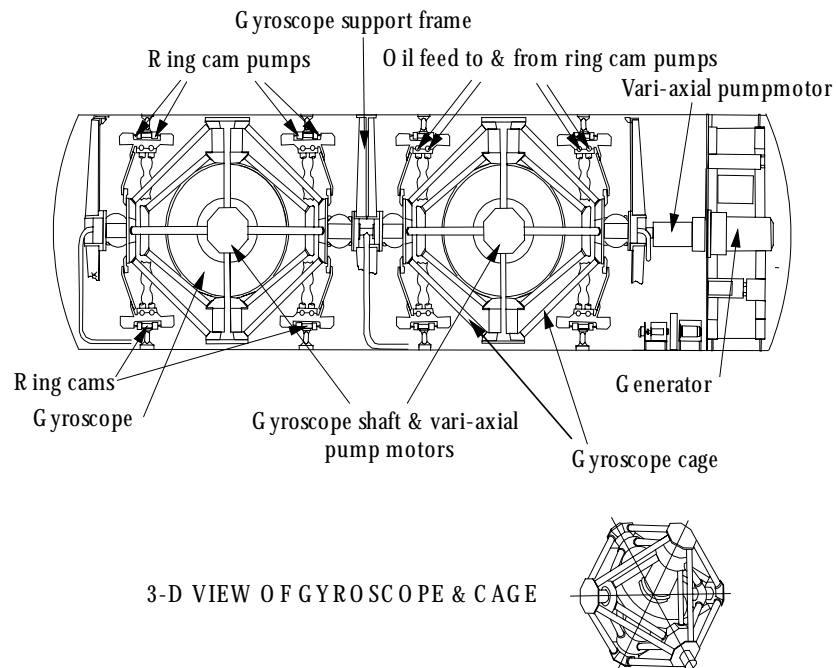 Gyroscope support frame
Ring cam pumps
Oil feed to & from ring cam pumps
Vari-axial pumpmotor
Ring cams
Gyroscope
Gyroscope shaft & vari-axial
pump motors
Generator
Gyroscope cage
3-D VIEW OF GYROSCOPE & CAGE